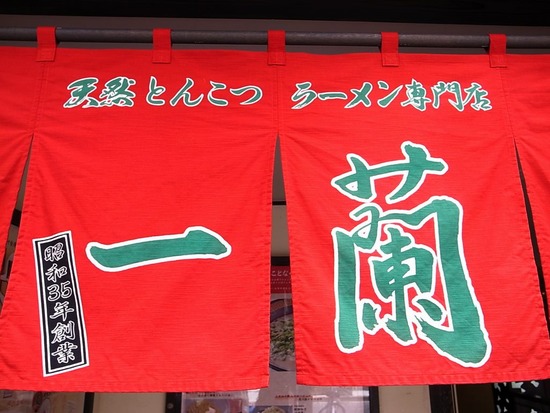 天然とんこつ ラーメン専門店
一蘭
昭和35年創業